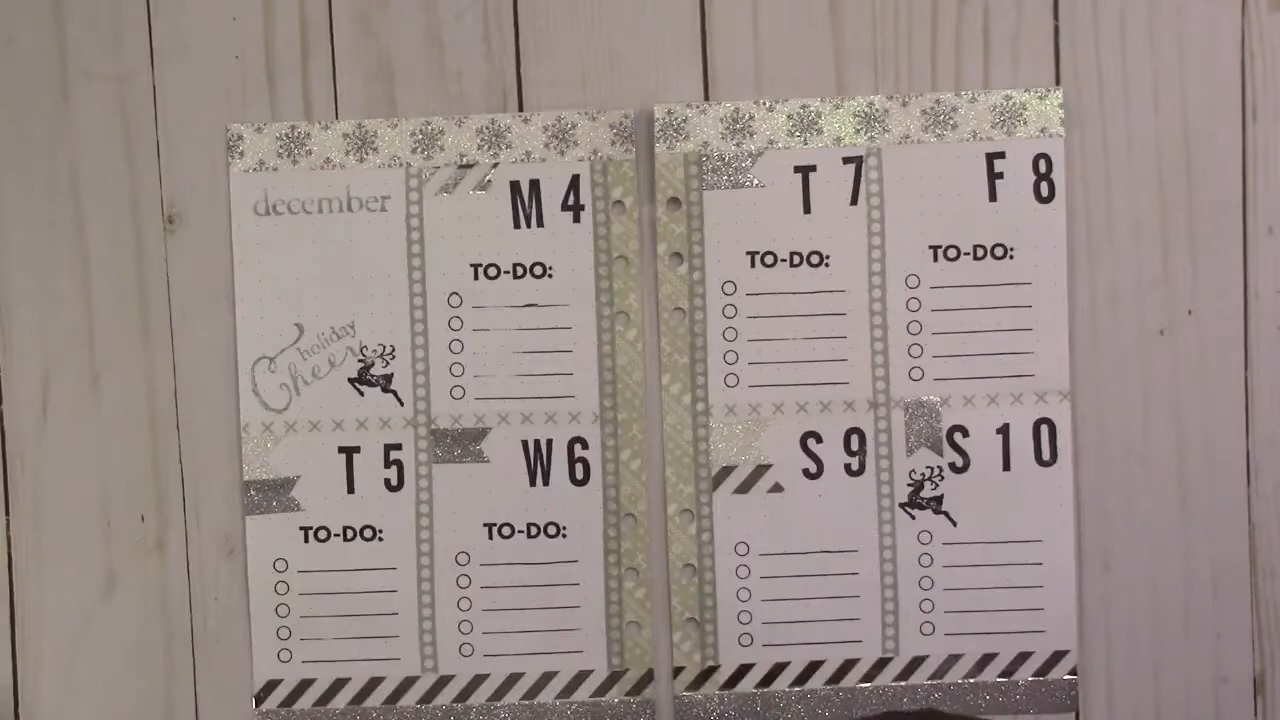 december
holiday
Cheer
M 4
TO-DO:
T 5
TO-DO:
W 6
TO-DO:
T 7
TO-DO:
F 8
TO-DO:
S 9
S 10